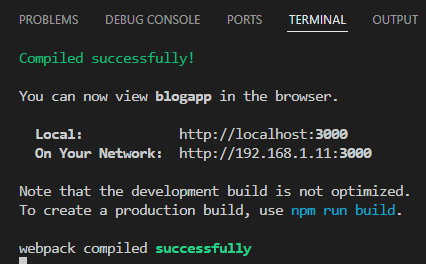 PROBLEMS DEBUG CONSOLE PORTS TERMINAL OUTPUT
Compiled successfully!
You can now view blogapp in the browser.
Local: http://localhost:3000
On Your Network: http://192.168.1.11:3000
Note that the development build is not optimized.
To create a production build, use npm run build.
webpack compiled successfully